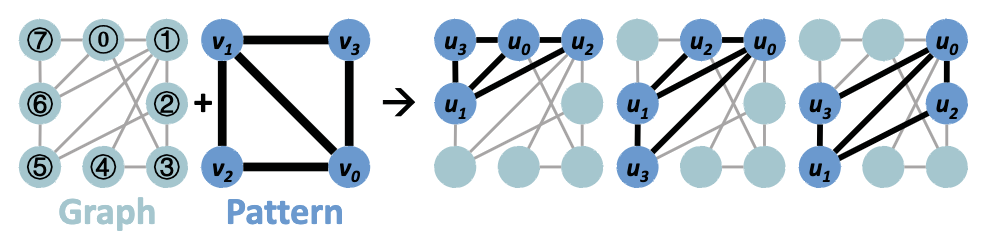 ⑦ ⓪ ① v₁ v₃ u₃ u₀ u₂ u₂ u₀ u₀
⑥ ② + → u₁ u₁ u₃ u₂
⑤ ④ ③ v₂ v₀ u₃ u₁
Graph Pattern